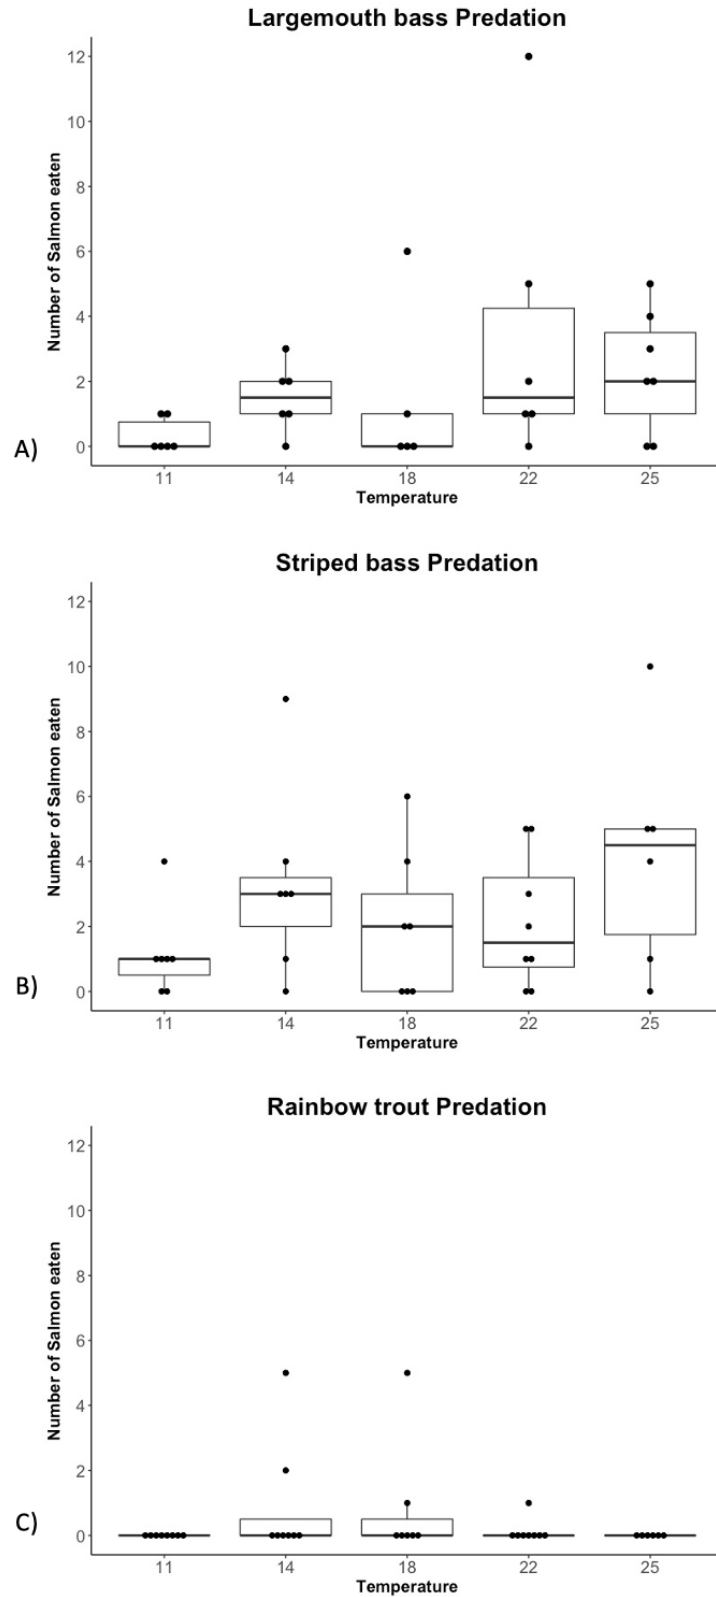 Largemouth bass Predation
12
10
8
6
4
2
0
Number of Salmon eaten
A)
11 14 18 22 25
Temperature
Striped bass Predation
12
10
8
6
4
2
0
Number of Salmon eaten
B)
11 14 18 22 25
Temperature
Rainbow trout Predation
12
10
8
6
4
2
0
Number of Salmon eaten
C)
11 14 18 22 25
Temperature